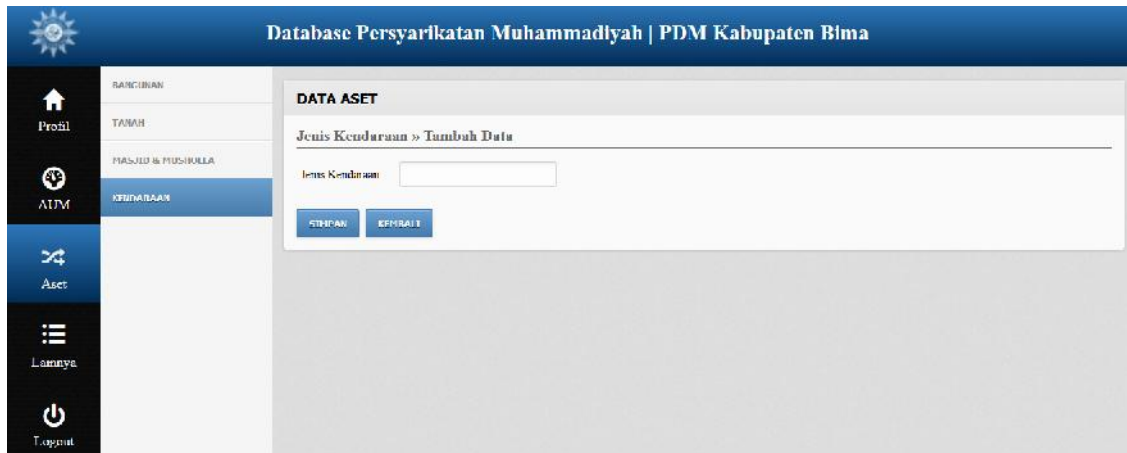 Database Persyarikatan Muhammadiyah | PDM Kabupaten Bima
Profil
AUM
Aset
Lainnya
Logout
BANGUNAN
TANAH
MASJID & MUSHOLLA
KENDARAAN
DATA ASET
Jenis Kendaraan » Tambah Data
Jenis Kendaraan
SIMPAN
KEMBALI